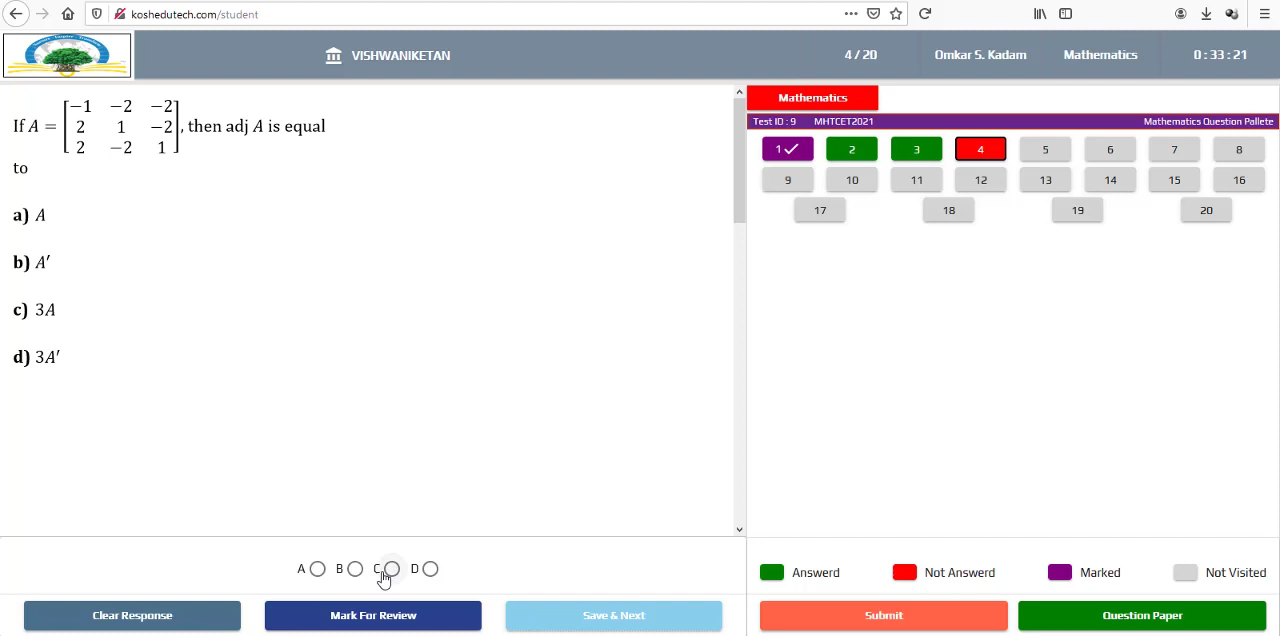 koshedutech.com/student
VISHWANIKETAN
4 / 20
Omkar S. Kadam
Mathematics
0 : 33 : 21
If A = [−1 −2 −2
2 1 −2
2 −2 1], then adj A is equal
to
a) A
b) A′
c) 3A
d) 3A′
A B C D
Clear Response
Mark For Review
Save & Next
Mathematics
Test ID : 9 MHTCET2021 Mathematics Question Pallete
1 2 3 4 5 6 7 8
9 10 11 12 13 14 15 16
17 18 19 20
Answerd Not Answerd Marked Not Visited
Submit
Question Paper